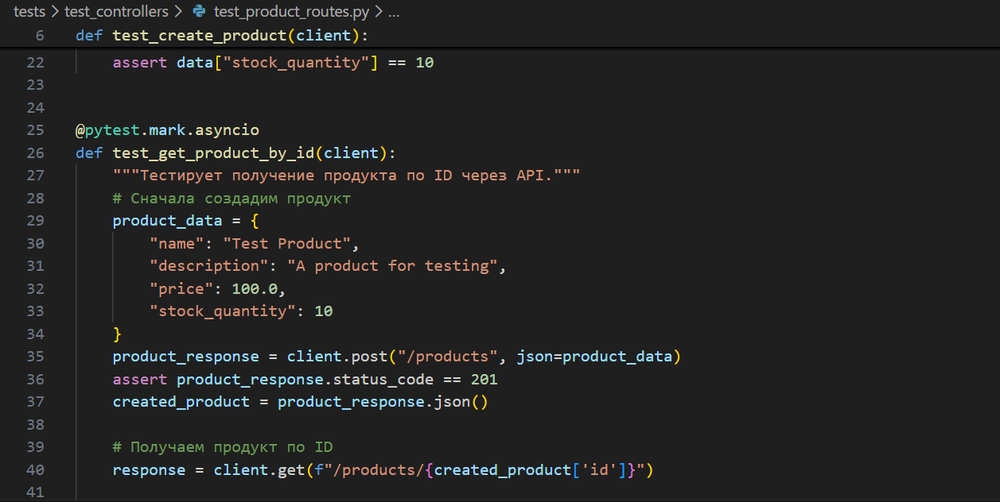 tests > test_controllers > test_product_routes.py > ...
6 def test_create_product(client):
22     assert data["stock_quantity"] == 10
23
24
25 @pytest.mark.asyncio
26 def test_get_product_by_id(client):
27     """Тестирует получение продукта по ID через API."""
28     # Сначала создадим продукт
29     product_data = {
30         "name": "Test Product",
31         "description": "A product for testing",
32         "price": 100.0,
33         "stock_quantity": 10
34     }
35     product_response = client.post("/products", json=product_data)
36     assert product_response.status_code == 201
37     created_product = product_response.json()
38
39     # Получаем продукт по ID
40     response = client.get(f"/products/{created_product['id']}")
41